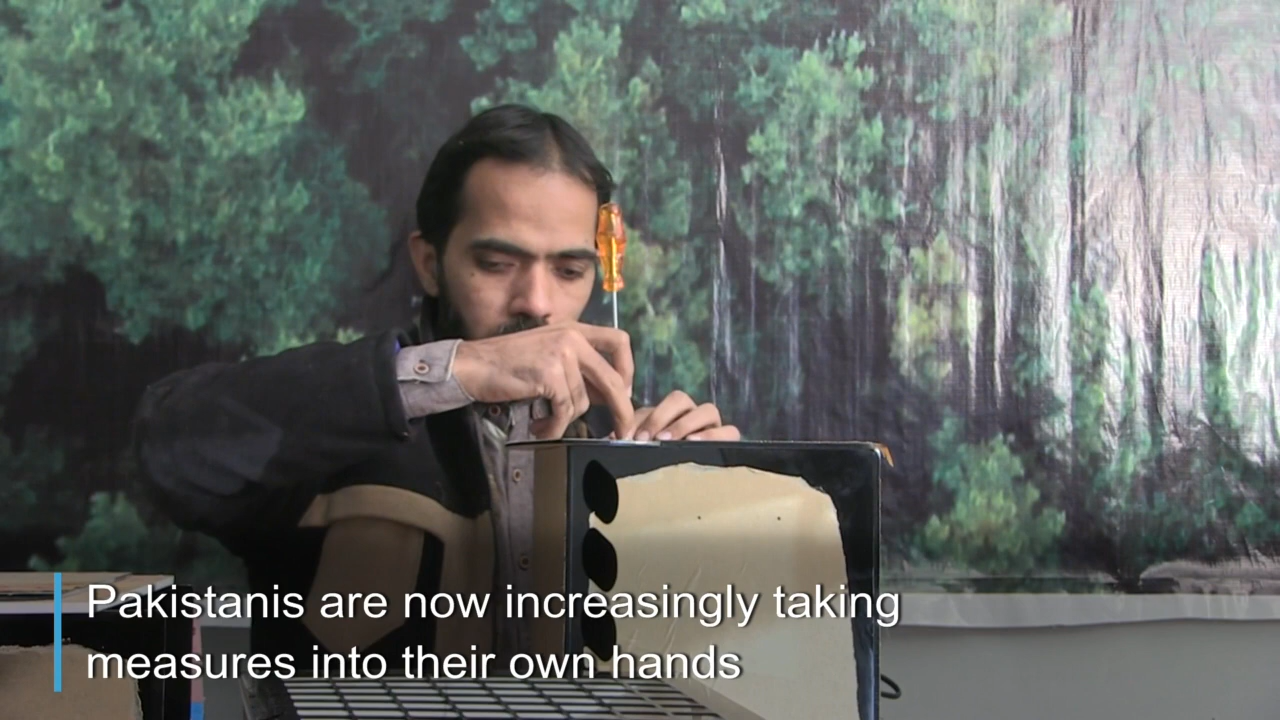 Pakistanis are now increasingly taking
measures into their own hands